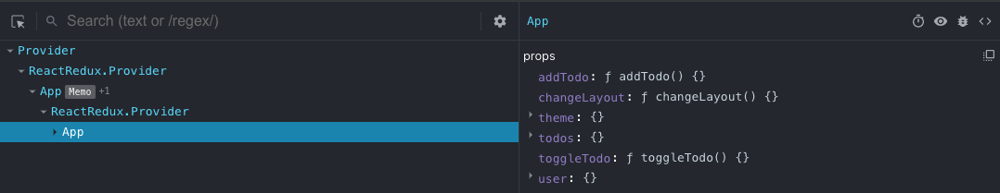 Search (text or /regex/)
Provider
ReactRedux.Provider
App Memo +1
ReactRedux.Provider
App
App
props
addTodo: ƒ addTodo() {}
changeLayout: ƒ changeLayout() {}
theme: {}
todos: {}
toggleTodo: ƒ toggleTodo() {}
user: {}